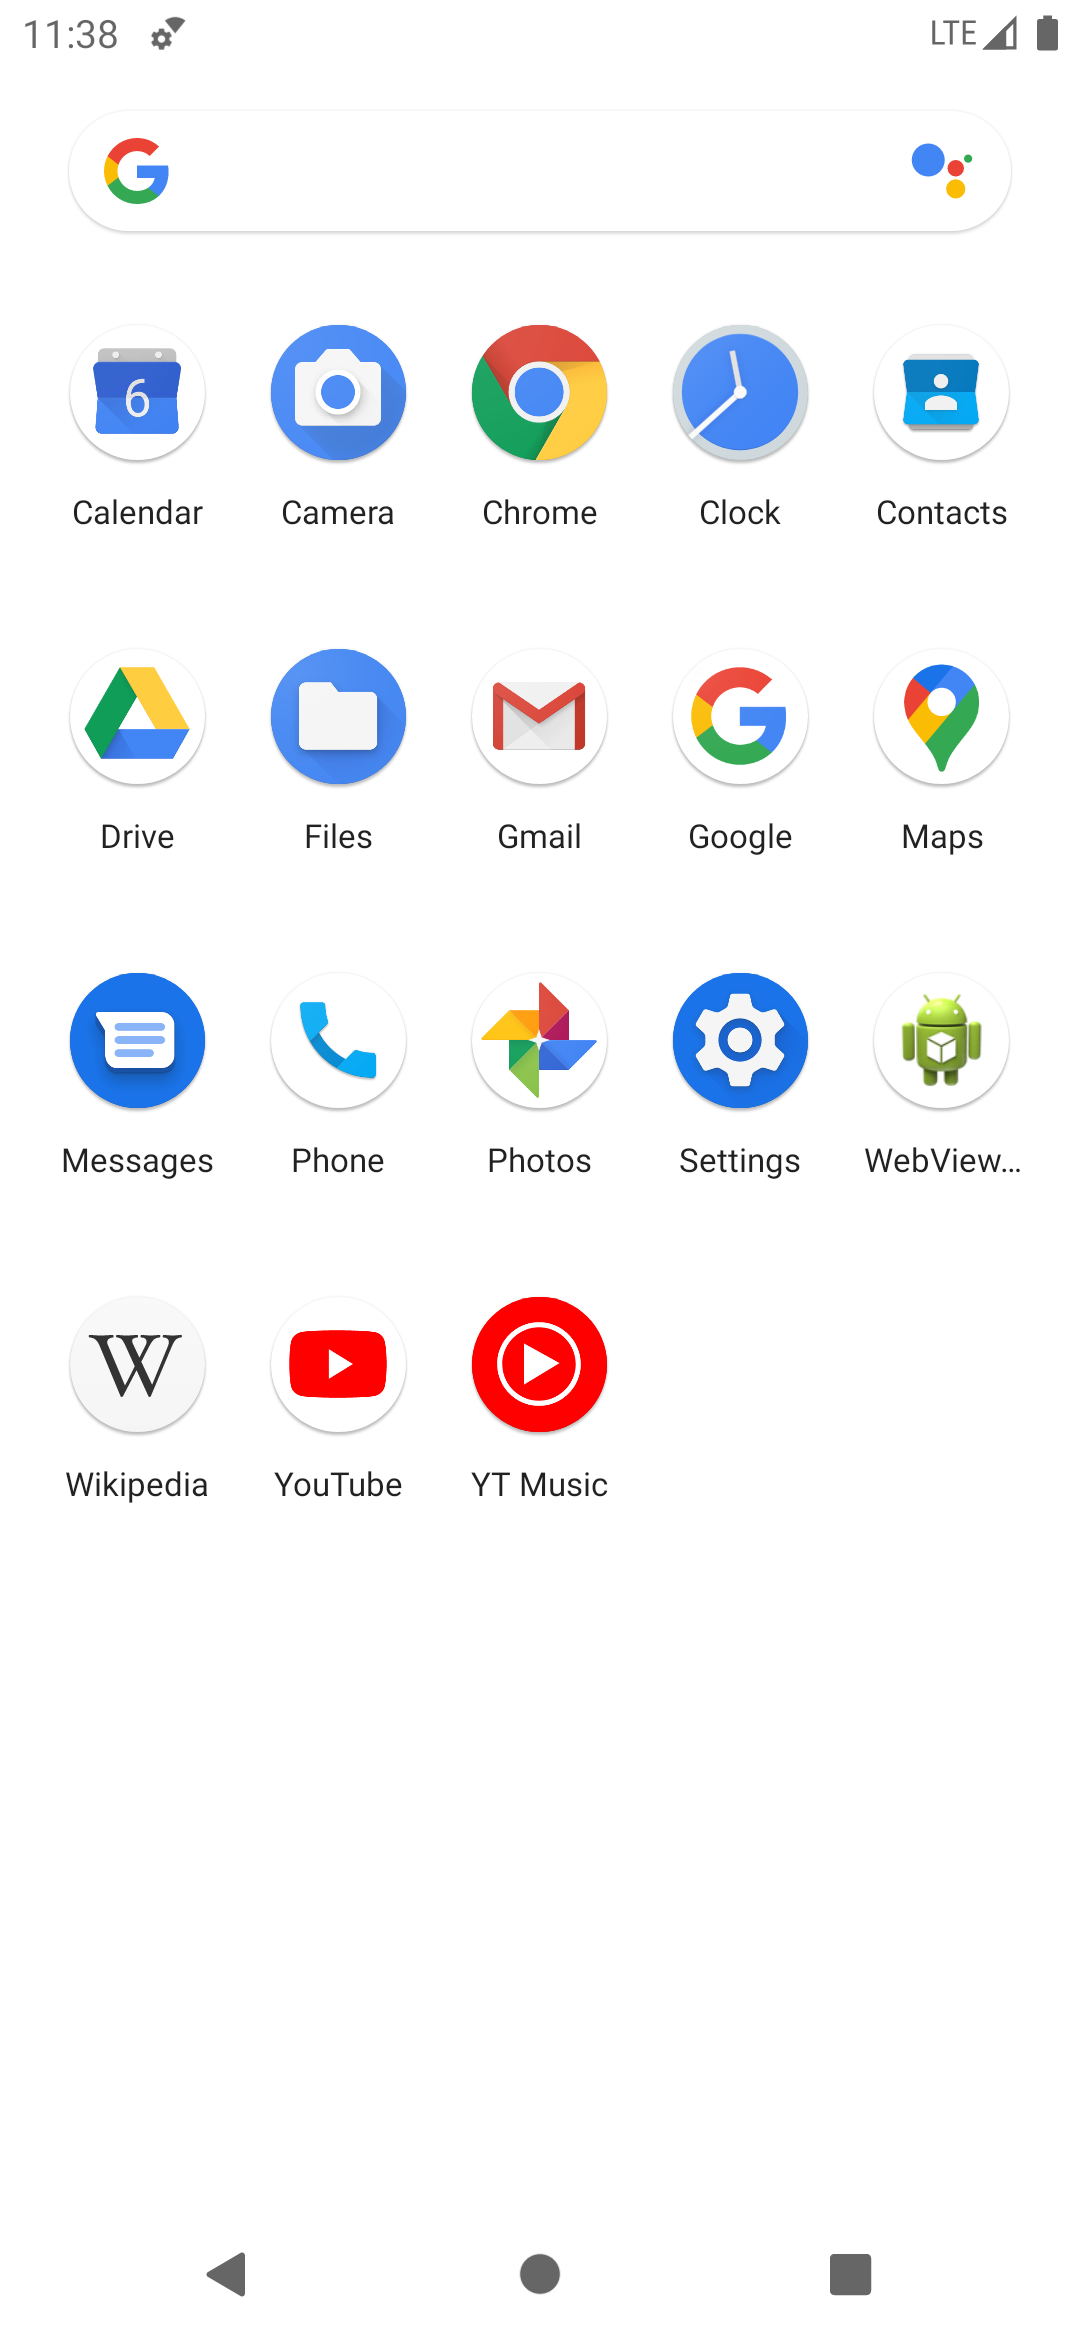 11:38 LTE
6
Calendar Camera Chrome Clock Contacts
Drive Files Gmail Google Maps
Messages Phone Photos Settings WebView...
W
Wikipedia YouTube YT Music